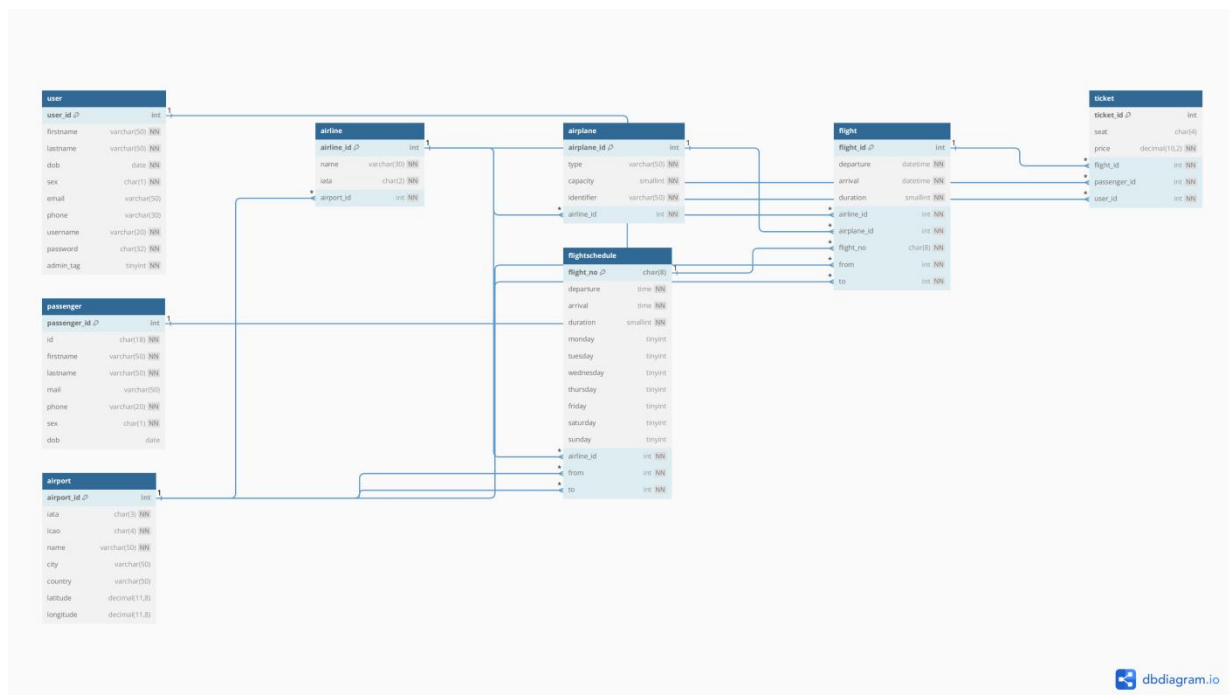 user
user_id int
firstname varchar(50) NN
lastname varchar(50) NN
dob date NN
sex char(1) NN
email varchar(50)
phone varchar(30)
username varchar(20) NN
password char(32) NN
admin_tag tinyint NN
1
passenger
passenger_id int
id char(18) NN
firstname varchar(50) NN
lastname varchar(50) NN
mail varchar(50)
phone varchar(20) NN
sex char(1) NN
dob date
1
airport
airport_id int
iata char(3) NN
icao char(4) NN
name varchar(50) NN
city varchar(50)
country varchar(50)
latitude decimal(11,8)
longitude decimal(11,8)
1
airline
airline_id int
name varchar(30) NN
iata char(2) NN
airport_id int NN
1
*
airplane
airplane_id int
type varchar(50) NN
capacity smallint NN
identifier varchar(50) NN
airline_id int NN
1
*
flightschedule
flight_no char(8)
departure time NN
arrival time NN
duration smallint NN
monday tinyint
tuesday tinyint
wednesday tinyint
thursday tinyint
friday tinyint
saturday tinyint
sunday tinyint
airline_id int NN
from int NN
to int NN
1
*
*
*
flight
flight_id int
departure datetime NN
arrival datetime NN
duration smallint NN
airline_id int NN
airplane_id int NN
flight_no char(8) NN
from int NN
to int NN
1
*
*
*
*
*
ticket
ticket_id int
seat char(4)
price decimal(10,2) NN
flight_id int NN
passenger_id int NN
user_id int NN
*
*
*
dbdiagram.io